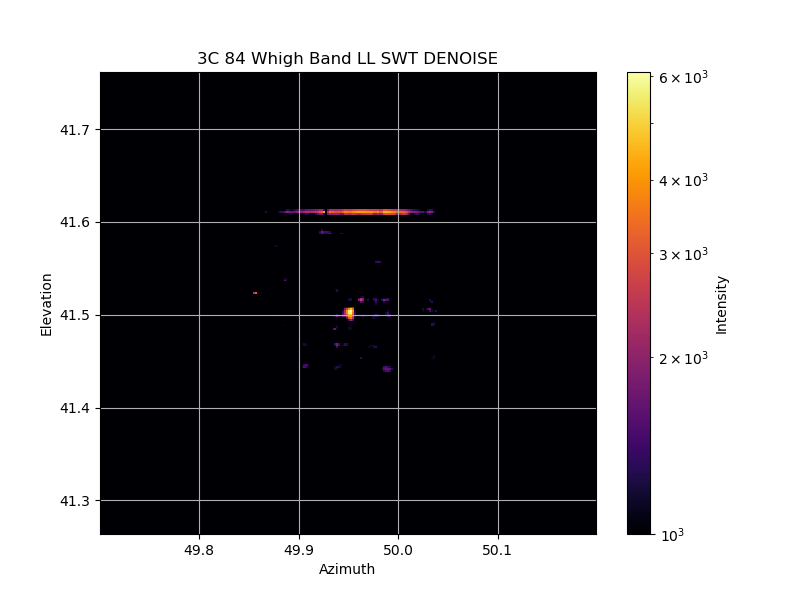 3C 84 Whigh Band LL SWT DENOISE
41.7
41.6
41.5
41.4
41.3
Elevation
49.8 49.9 50.0 50.1
Azimuth
6 × 10³
4 × 10³
3 × 10³
2 × 10³
10³
Intensity